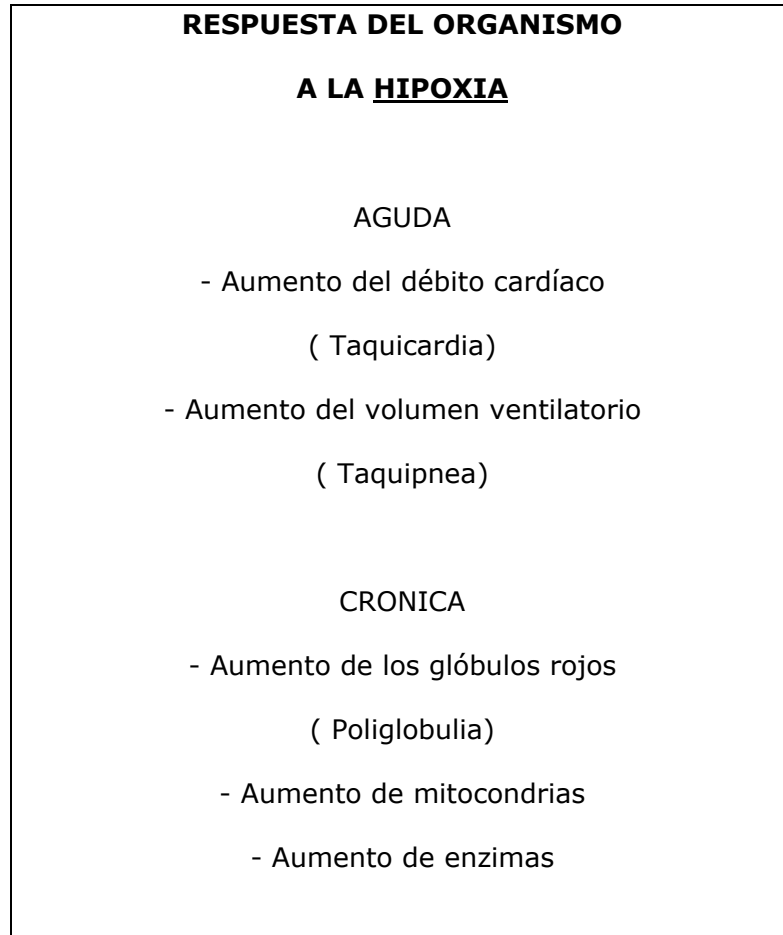 RESPUESTA DEL ORGANISMO
A LA HIPOXIA
AGUDA
- Aumento del débito cardíaco
( Taquicardia)
- Aumento del volumen ventilatorio
( Taquipnea)
CRONICA
- Aumento de los glóbulos rojos
( Poliglobulia)
- Aumento de mitocondrias
- Aumento de enzimas